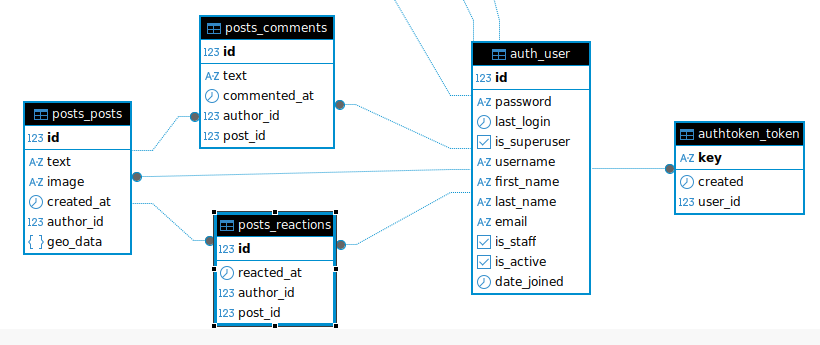 posts_comments
123 id
A-Z text
commented_at
123 author_id
123 post_id
auth_user
123 id
A-Z password
last_login
is_superuser
A-Z username
A-Z first_name
A-Z last_name
A-Z email
is_staff
is_active
date_joined
posts_posts
123 id
A-Z text
A-Z image
created_at
123 author_id
{ } geo_data
authtoken_token
A-Z key
created
123 user_id
posts_reactions
123 id
reacted_at
123 author_id
123 post_id